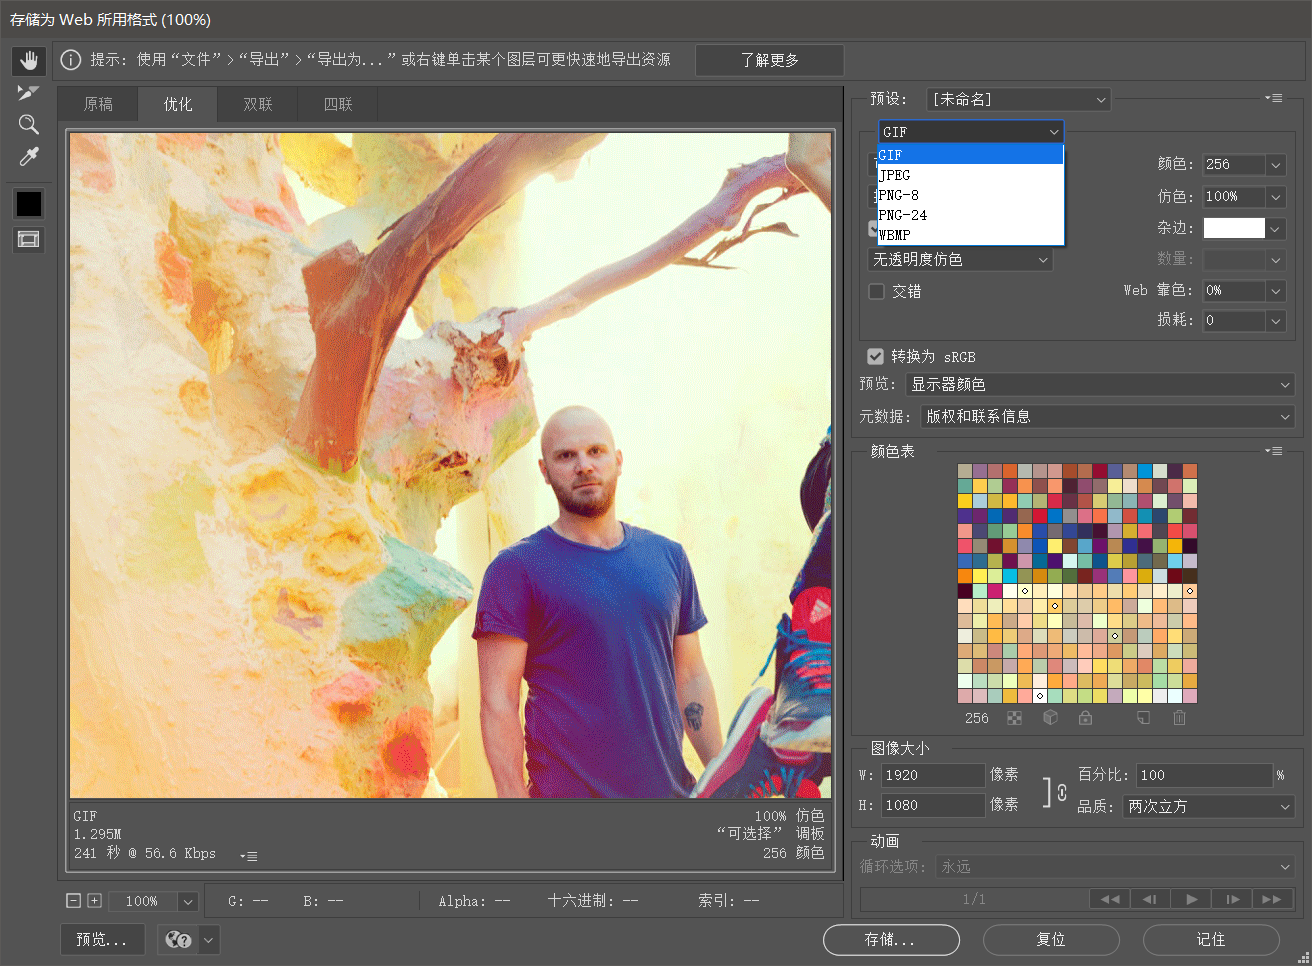 存储为 Web 所用格式 (100%)
提示: 使用 “文件” > “导出” > “导出为...” 或右键单击某个图层可更快速地导出资源
了解更多
原稿
优化
双联
四联
预设:
[未命名]
GIF
GIF
JPEG
PNG-8
PNG-24
WBMP
颜色:
256
仿色:
100%
杂边:
无透明度仿色
数量:
交错
Web 靠色:
0%
损耗:
0
转换为 sRGB
预览:
显示器颜色
元数据:
版权和联系信息
颜色表
256
图像大小
W:
1920
像素
百分比:
100
%
H:
1080
像素
品质:
两次立方
动画
循环选项:
永远
1/1
GIF
1.295M
241 秒 @ 56.6 Kbps
100% 仿色
“可选择” 调板
256 颜色
100%
G: --
B: --
Alpha: --
十六进制: --
索引: --
预览...
存储...
复位
记住